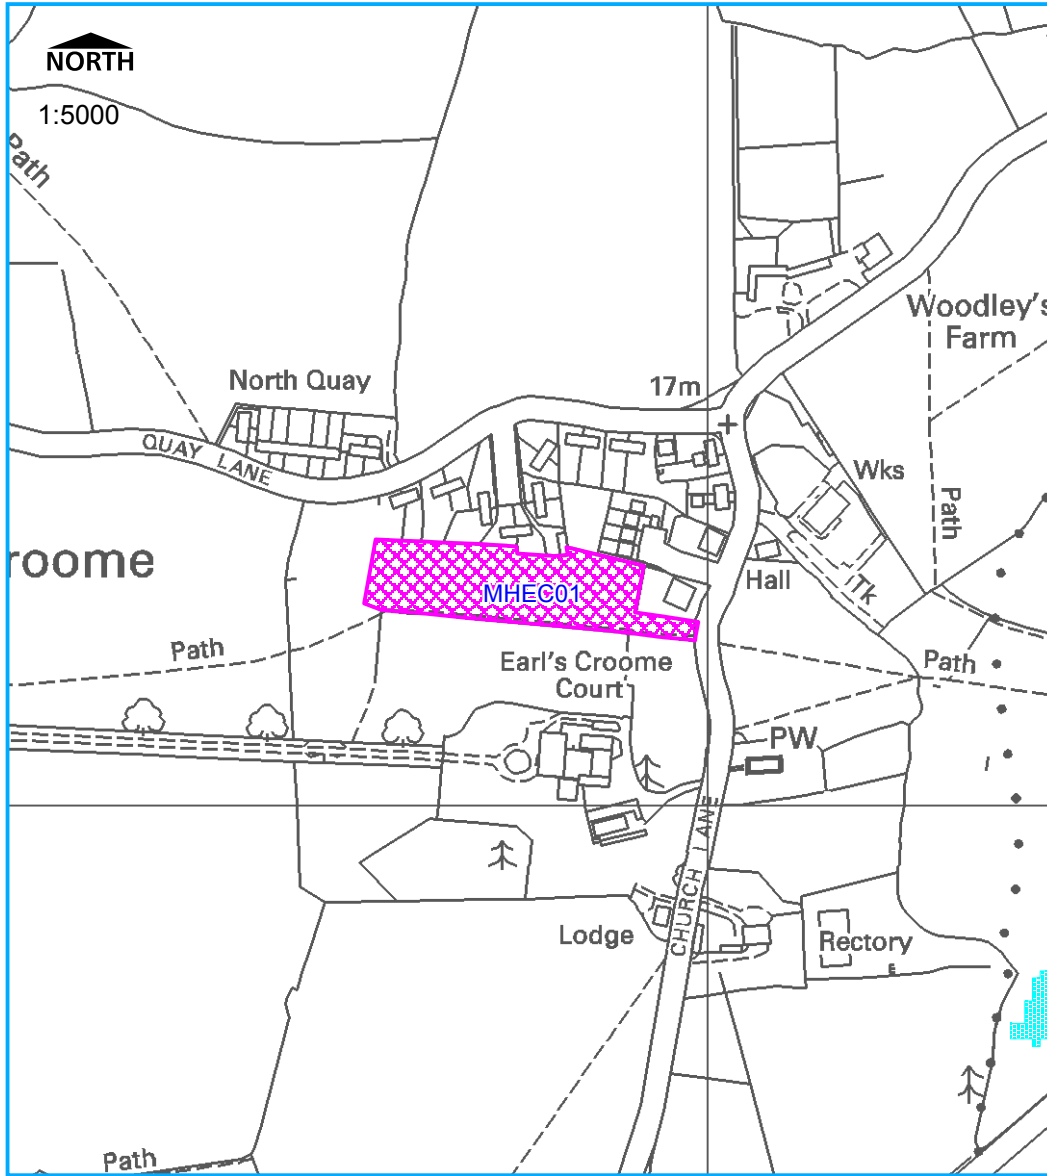 NORTH
1:5000
Path
Woodley's
Farm
North Quay
17m
QUAY LANE
Wks
Path
roome
MHEC01
Hall
Tk
Path
Earl's Croome
Court
Path
PW
CHURCH LANE
Lodge
Rectory
E
Path